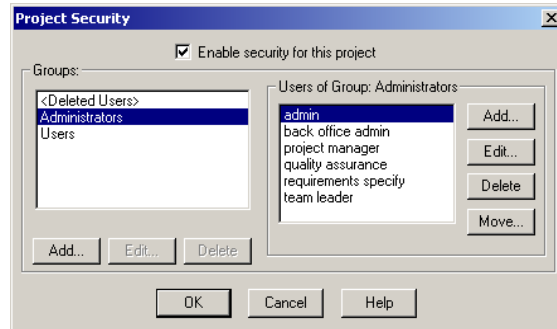 Project Security
Enable security for this project
Groups:
<Deleted Users>
Administrators
Users
Add...
Edit...
Delete
Users of Group: Administrators
admin
back office admin
project manager
quality assurance
requirements specify
team leader
Add...
Edit...
Delete
Move...
OK
Cancel
Help